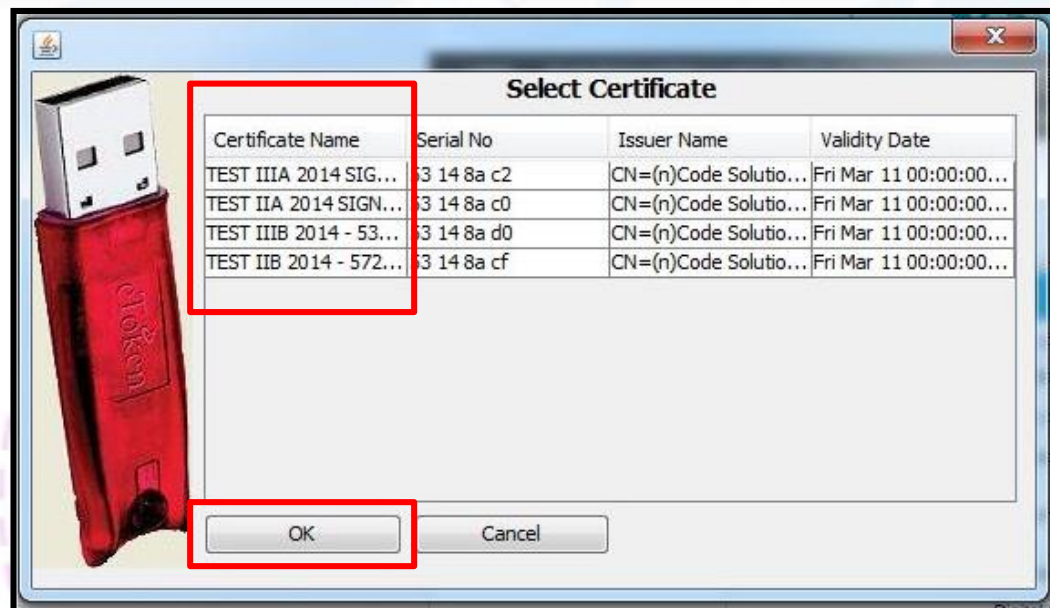 Select Certificate
Certificate Name Serial No Issuer Name Validity Date
TEST IIIA 2014 SIG... 53 14 8a c2 CN=(n)Code Solutio... Fri Mar 11 00:00:00...
TEST IIA 2014 SIGN... 53 14 8a c0 CN=(n)Code Solutio... Fri Mar 11 00:00:00...
TEST IIIB 2014 - 53... 53 14 8a d0 CN=(n)Code Solutio... Fri Mar 11 00:00:00...
TEST IIB 2014 - 572... 53 14 8a cf CN=(n)Code Solutio... Fri Mar 11 00:00:00...
eToken
OK Cancel